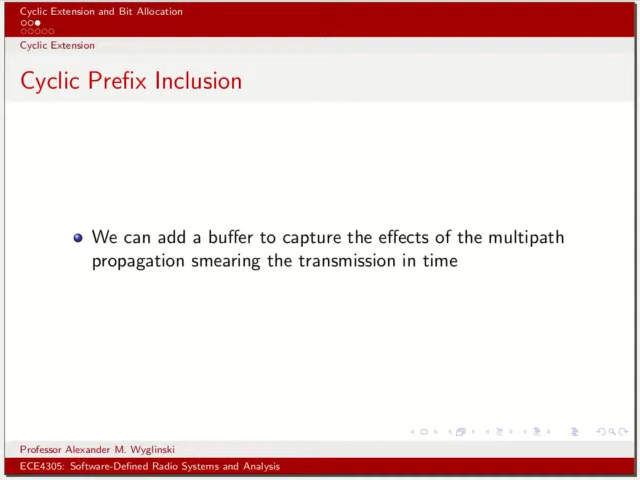 Cyclic Extension and Bit Allocation
Cyclic Extension
Cyclic Prefix Inclusion
We can add a buffer to capture the effects of the multipath
propagation smearing the transmission in time
Professor Alexander M. Wyglinski
ECE4305: Software-Defined Radio Systems and Analysis